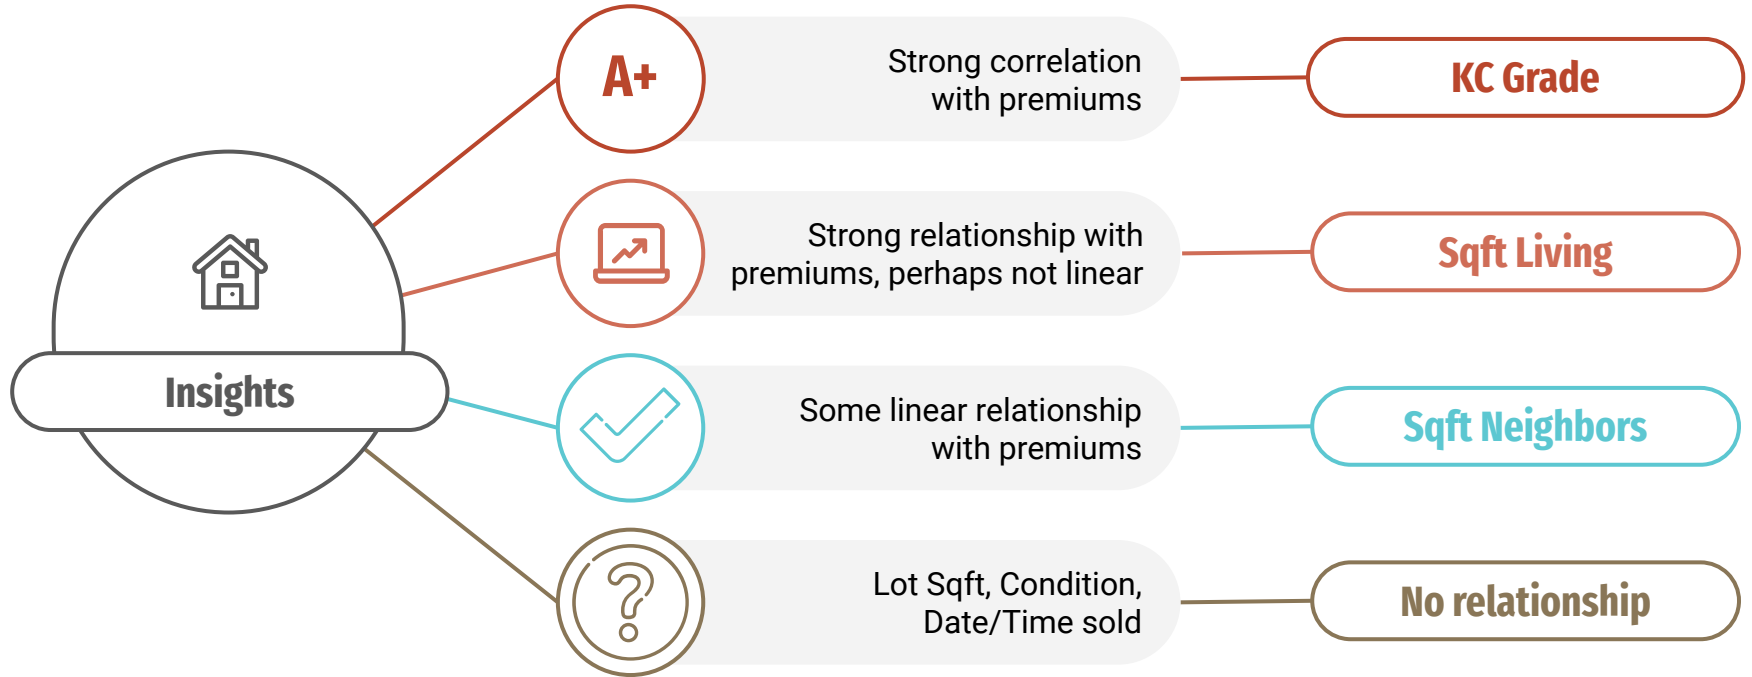 Insights
A+
Strong correlation
with premiums
KC Grade
Strong relationship with
premiums, perhaps not linear
Sqft Living
Some linear relationship
with premiums
Sqft Neighbors
?
Lot Sqft, Condition,
Date/Time sold
No relationship